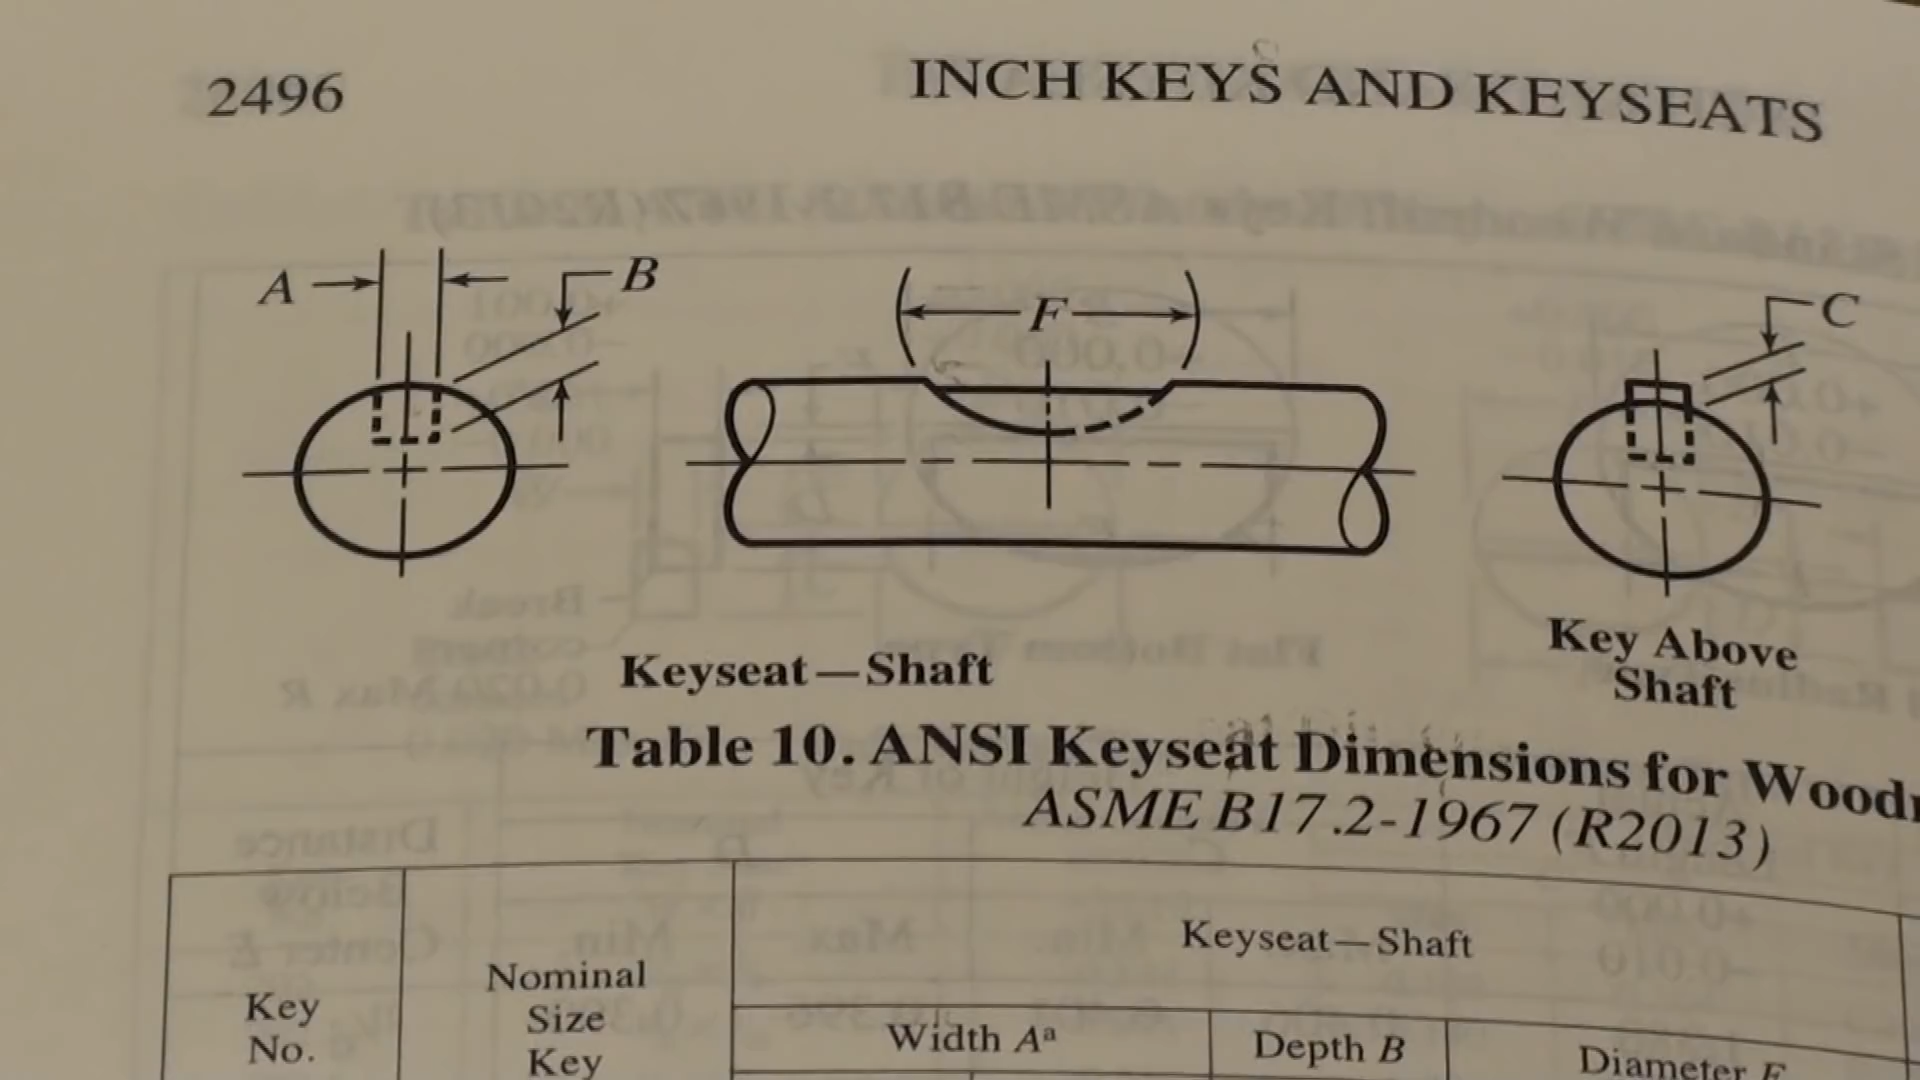 2496
INCH KEYS AND KEYSEATS
A
B
F
C
Keyseat—Shaft
Key Above
Shaft
Table 10. ANSI Keyseat Dimensions for
ASME B17.2-1967 (R2013)
Key
No.
Nominal
Size
Key
Keyseat—Shaft
Width Aᵃ
Depth B
Diameter F